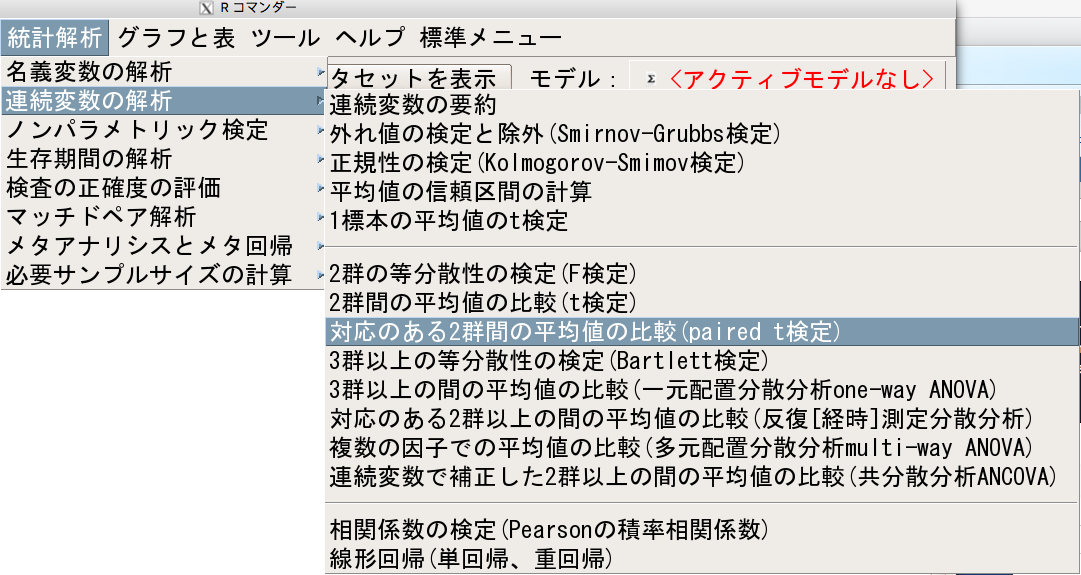 R コマンダー
統計解析 グラフと表 ツール ヘルプ 標準メニュー
タセットを表示 モデル: Σ <アクティブモデルなし>
名義変数の解析
連続変数の解析
ノンパラメトリック検定
生存期間の解析
検査の正確度の評価
マッチドペア解析
メタアナリシスとメタ回帰
必要サンプルサイズの計算
連続変数の要約
外れ値の検定と除外(Smirnov-Grubbs検定)
正規性の検定(Kolmogorov-Smimov検定)
平均値の信頼区間の計算
1標本の平均値のt検定
2群の等分散性の検定(F検定)
2群間の平均値の比較(t検定)
対応のある2群間の平均値の比較(paired t検定)
3群以上の等分散性の検定(Bartlett検定)
3群以上の間の平均値の比較(一元配置分散分析one-way ANOVA)
対応のある2群以上の間の平均値の比較(反復[経時]測定分散分析)
複数の因子での平均値の比較(多元配置分散分析multi-way ANOVA)
連続変数で補正した2群以上の間の平均値の比較(共分散分析ANCOVA)
相関係数の検定(Pearsonの積率相関係数)
線形回帰(単回帰、重回帰)